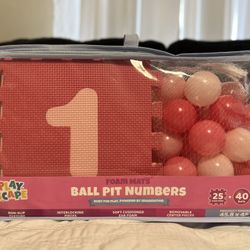 1
PLAY
SCAPE
FOAM MATS
BALL PIT NUMBERS
25
40
NON-SLIP
INTERLOCKING
PIECES
SOFT CUSHIONED
EVA FOAM
REMOVABLE
CENTER PIECES